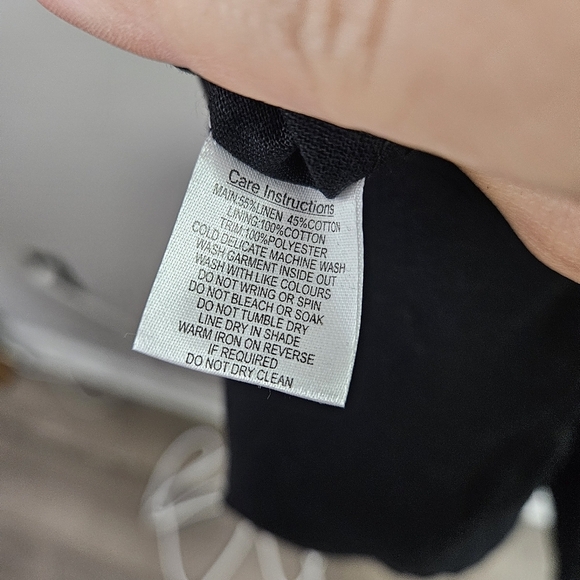 Care Instructions
MAIN:55%LINEN 45%COTTON
LINING:100%COTTON
TRIM:100%POLYESTER
COLD DELICATE MACHINE WASH
WASH GARMENT INSIDE OUT
WASH WITH LIKE COLOURS
DO NOT WRING OR SPIN
DO NOT BLEACH OR SOAK
DO NOT TUMBLE DRY
LINE DRY IN SHADE
WARM IRON ON REVERSE
IF REQUIRED
DO NOT DRY CLEAN